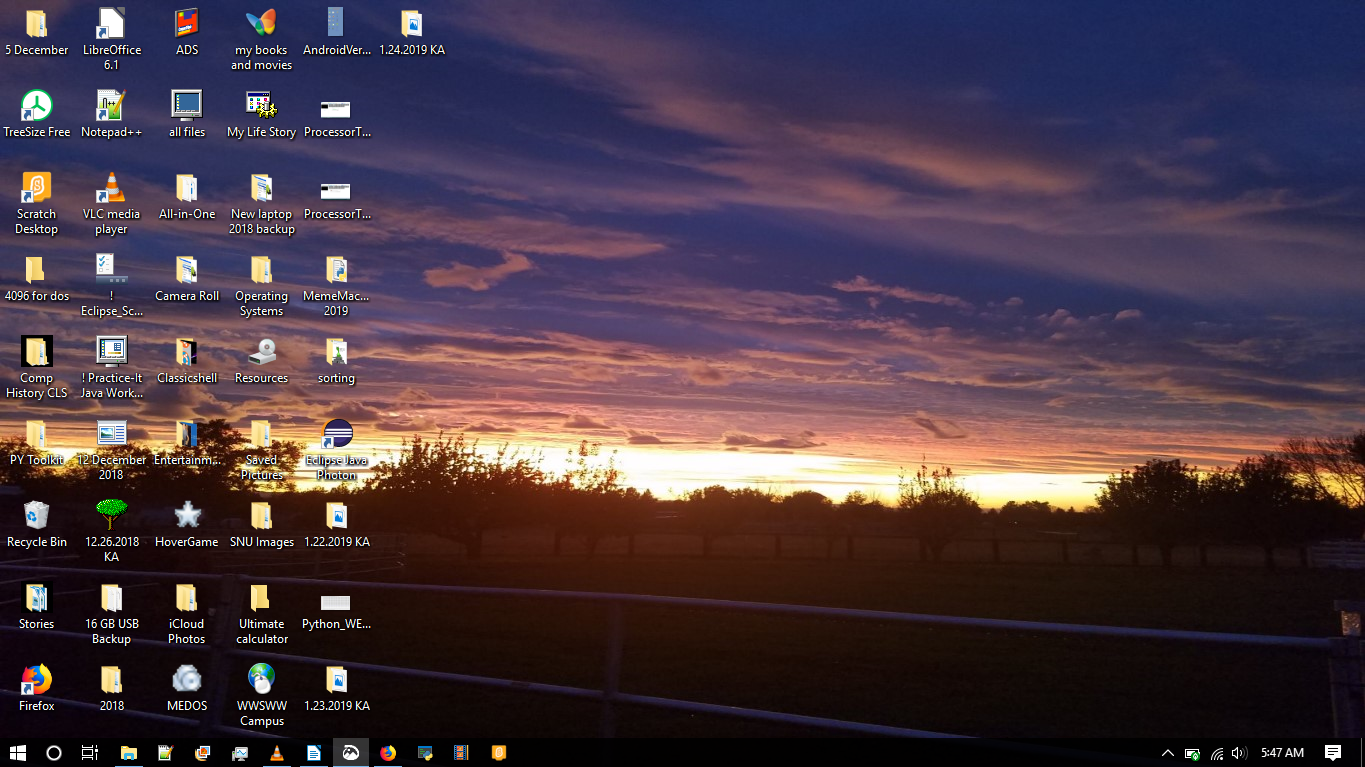 5 December
LibreOffice
6.1
ADS
my books
and movies
AndroidVer...
1.24.2019 KA
TreeSize Free
Notepad++
all files
My Life Story
ProcessorT...
Scratch
Desktop
VLC media
player
All-in-One
New laptop
2018 backup
ProcessorT...
4096 for dos
!
Eclipse_Sc...
Camera Roll
Operating
Systems
MemeMac...
2019
Comp
History CLS
! Practice-It
Java Work...
Classicshell
Resources
sorting
PY Toolkit
12 December
2018
Entertainm...
Saved
Pictures
Eclipse Java
Photon
Recycle Bin
12.26.2018
KA
HoverGame
SNU Images
1.22.2019 KA
Stories
16 GB USB
Backup
iCloud
Photos
Ultimate
calculator
Python_WE...
Firefox
2018
MEDOS
WWSWW
Campus
1.23.2019 KA
5:47 AM